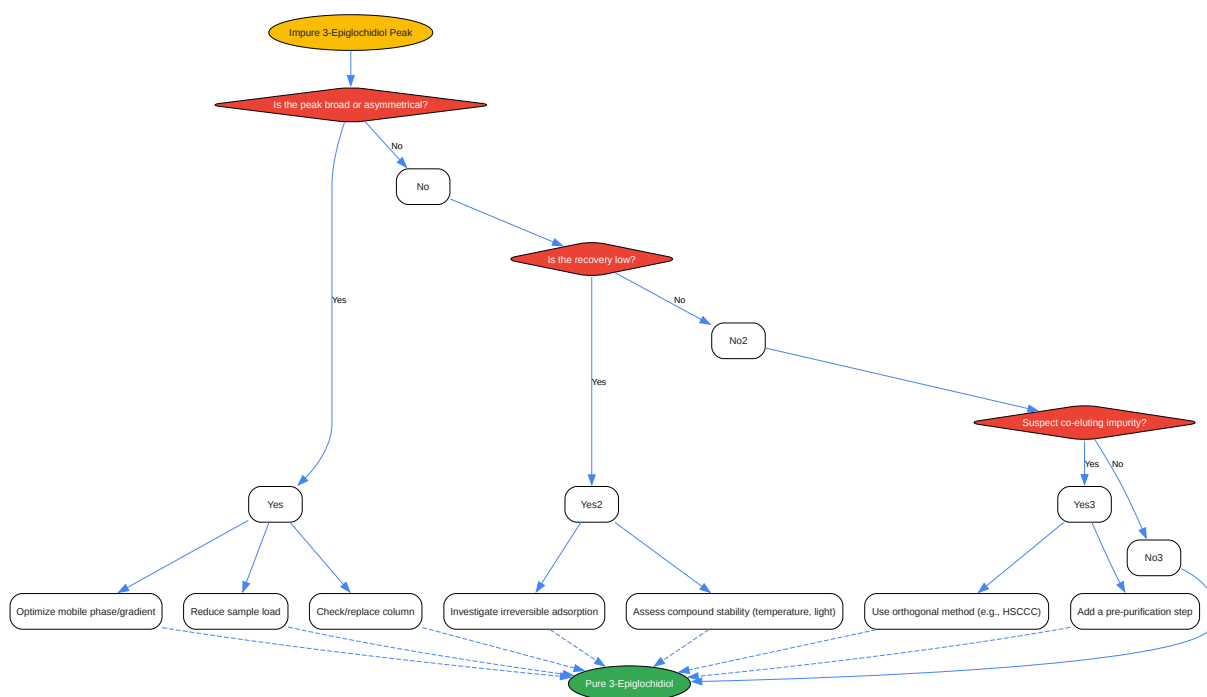 Impure 3-Epiglochidiol Peak
Is the peak broad or asymmetrical?
No
No
Is the recovery low?
Yes
No
No2
Yes
Suspect co-eluting impurity?
Yes
No
Yes
Yes2
Yes3
No3
Optimize mobile phase/gradient
Reduce sample load
Check/replace column
Investigate irreversible adsorption
Assess compound stability (temperature, light)
Use orthogonal method (e.g., HSCCC)
Add a pre-purification step
Pure 3-Epiglochidiol